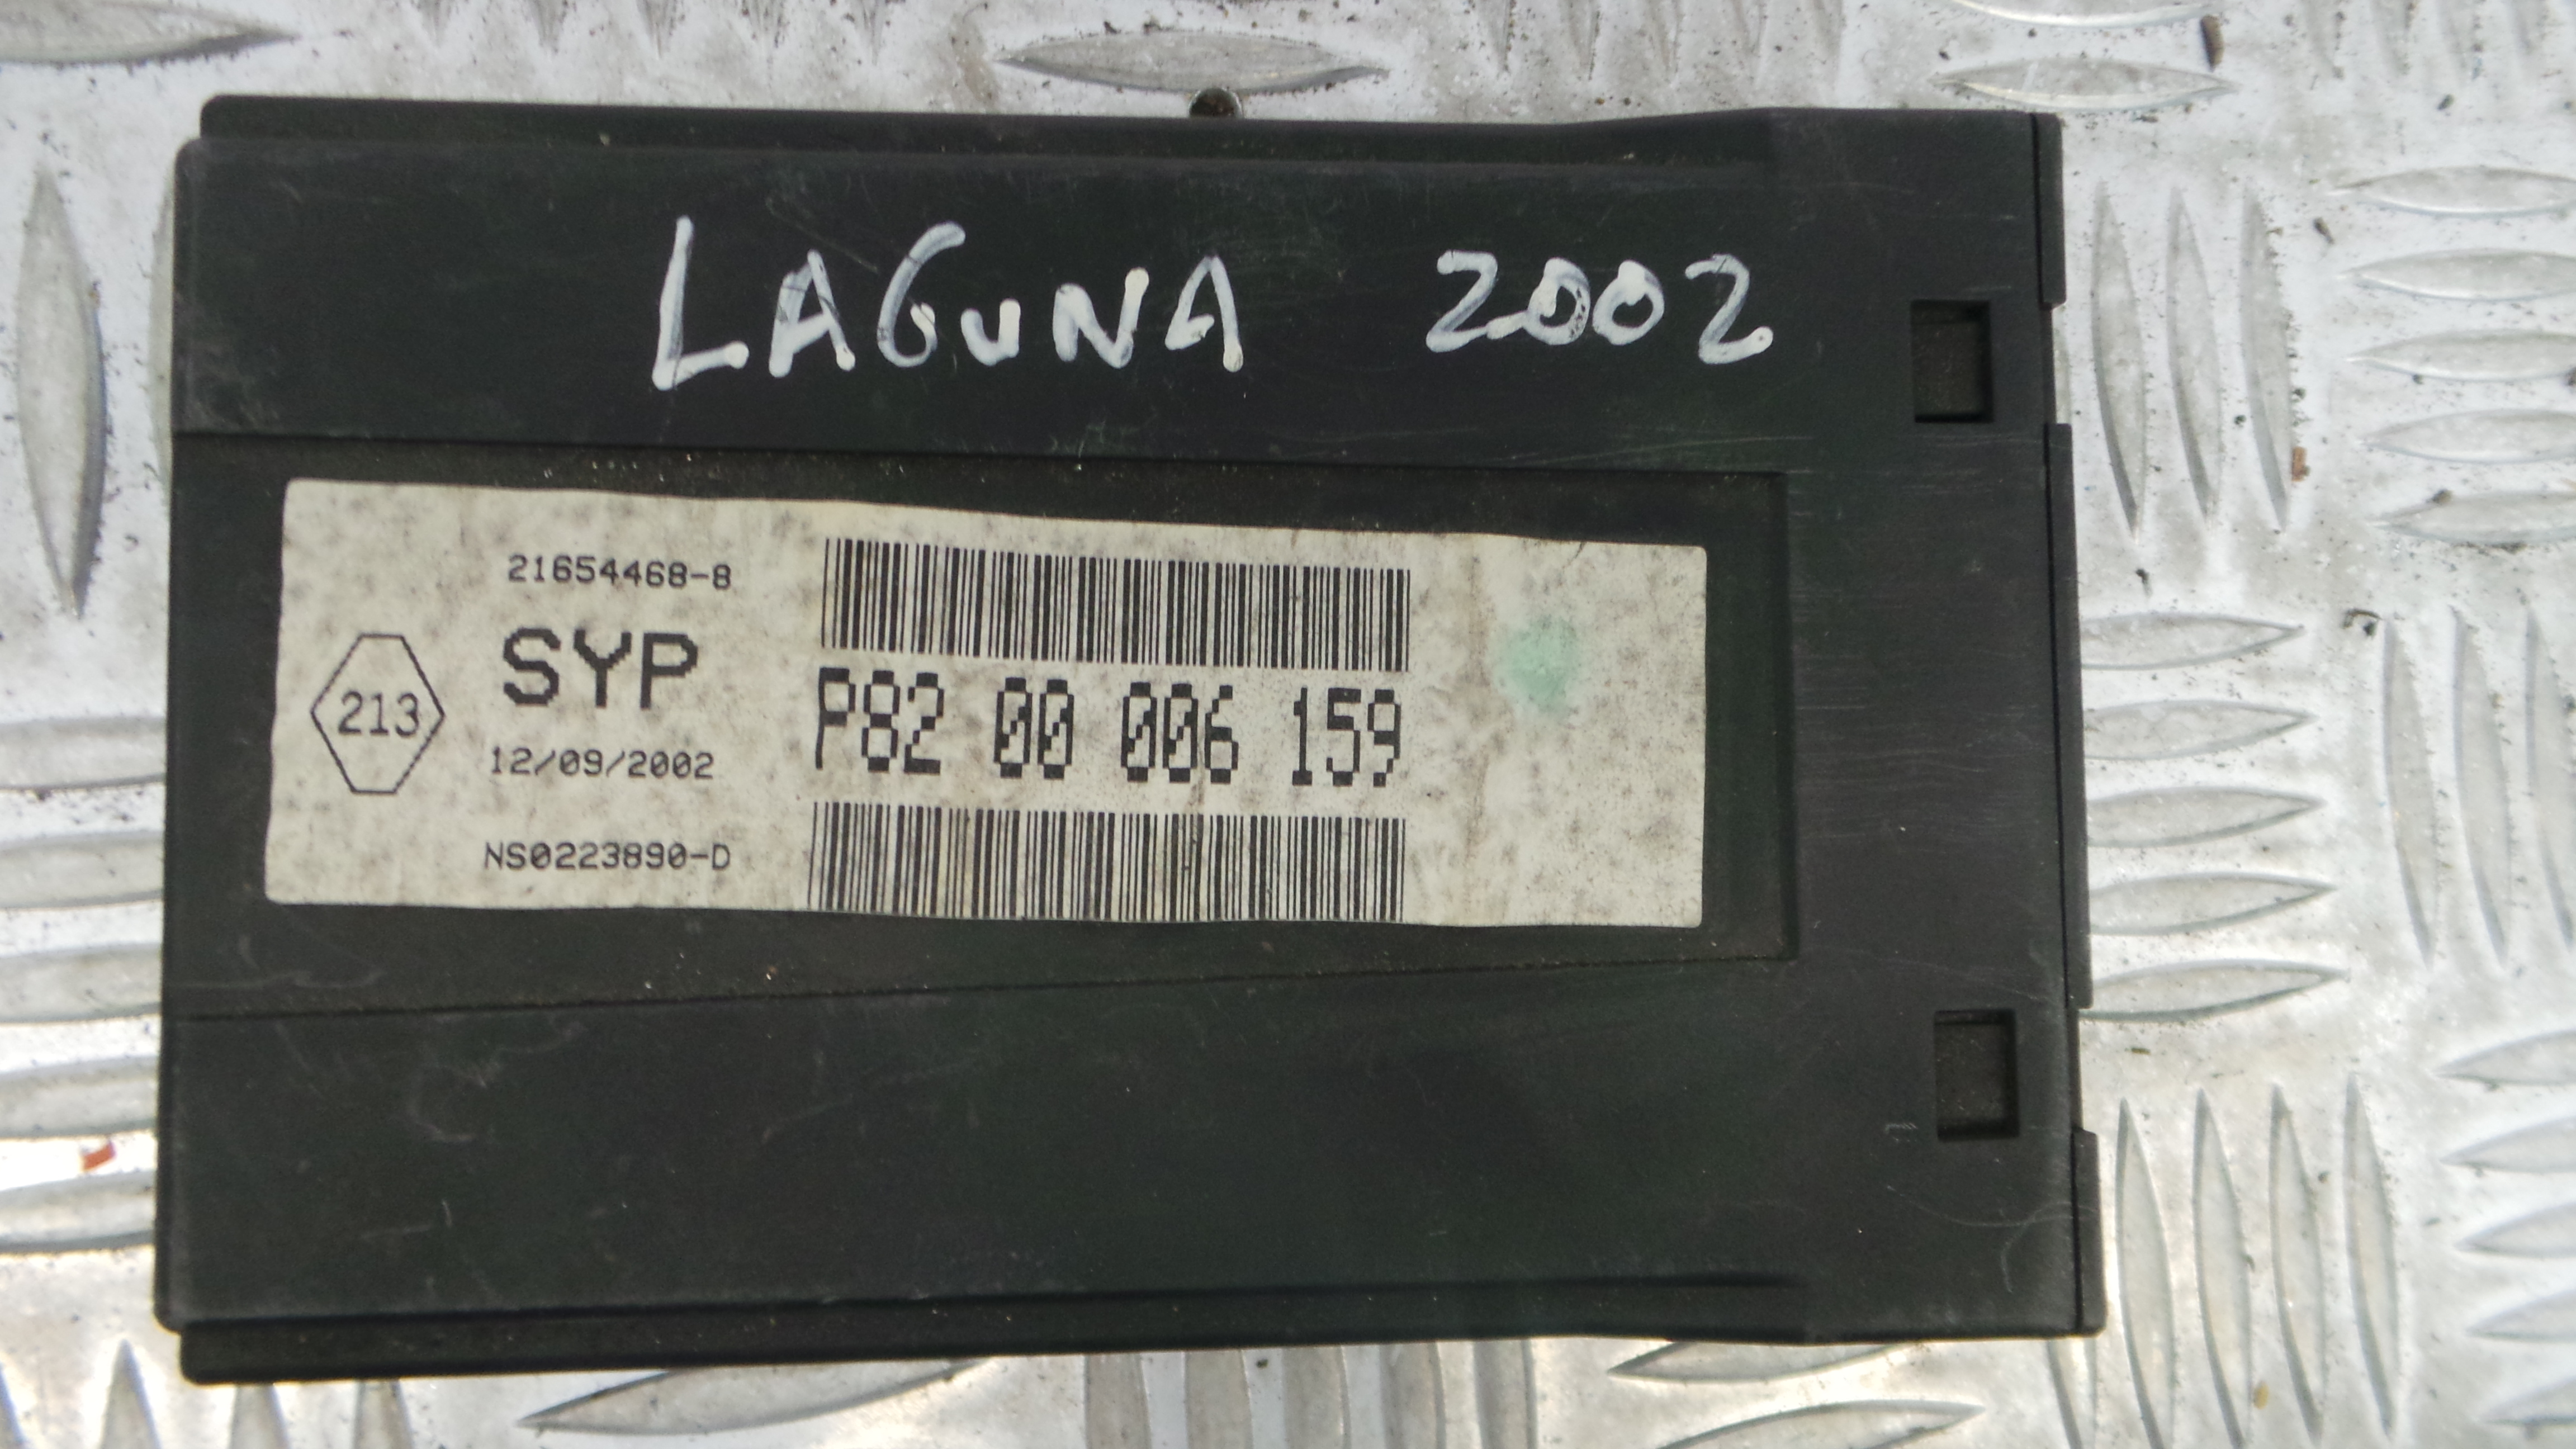 LAGUNA 2002
21654468-8
213
SYP
12/09/2002
NS0223890-D
P82 00 006 159